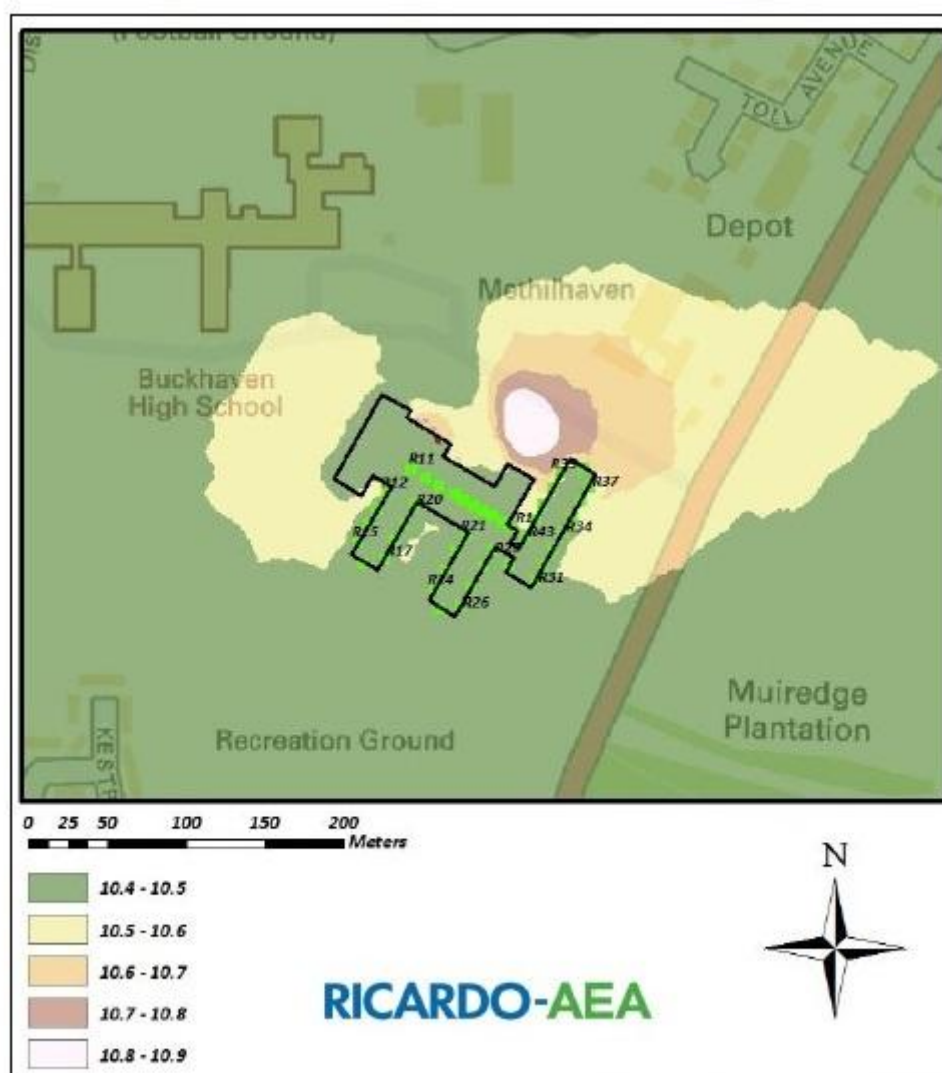 (Football Ground)
Dis
TOLL AVENUE
Depot
Methilhaven
Buckhaven
High School
R11
R35
R37
R12
R20
R1
R21
R43
R34
R15
R17
R31
R26
Muiredge
Plantation
Recreation Ground
0 25 50 100 150 200
Meters
10.4 - 10.5
10.5 - 10.6
10.6 - 10.7
10.7 - 10.8
10.8 - 10.9
N
RICARDO-AEA